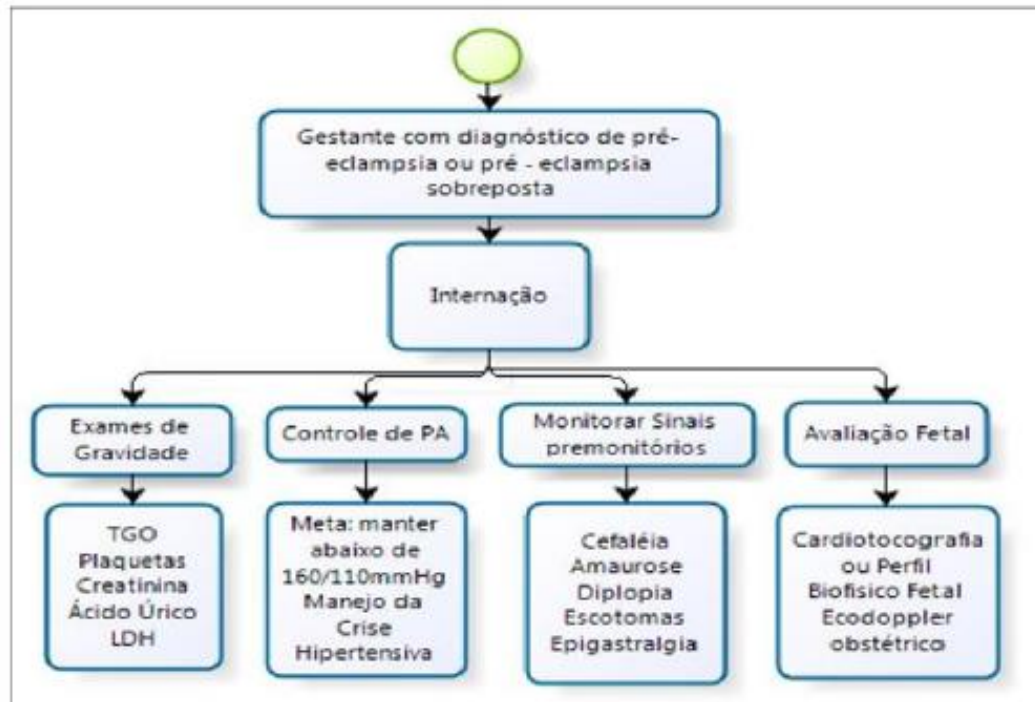 Gestante com diagnóstico de pré-
eclampsia ou pré - eclampsia
sobreposta
Internação
Exames de
Gravidade
Controle de PA
Monitorar Sinais
premonitórios
Avaliação Fetal
TGO
Plaquetas
Creatinina
Ácido Úrico
LDH
Meta: manter
abaixo de
160/110mmHg
Manejo da
Crise
Hipertensiva
Cefaléia
Amaurose
Diplopia
Escotomas
Epigastralgia
Cardiotocografia
ou Perfil
Biofisico Fetal
Ecodoppler
obstétrico